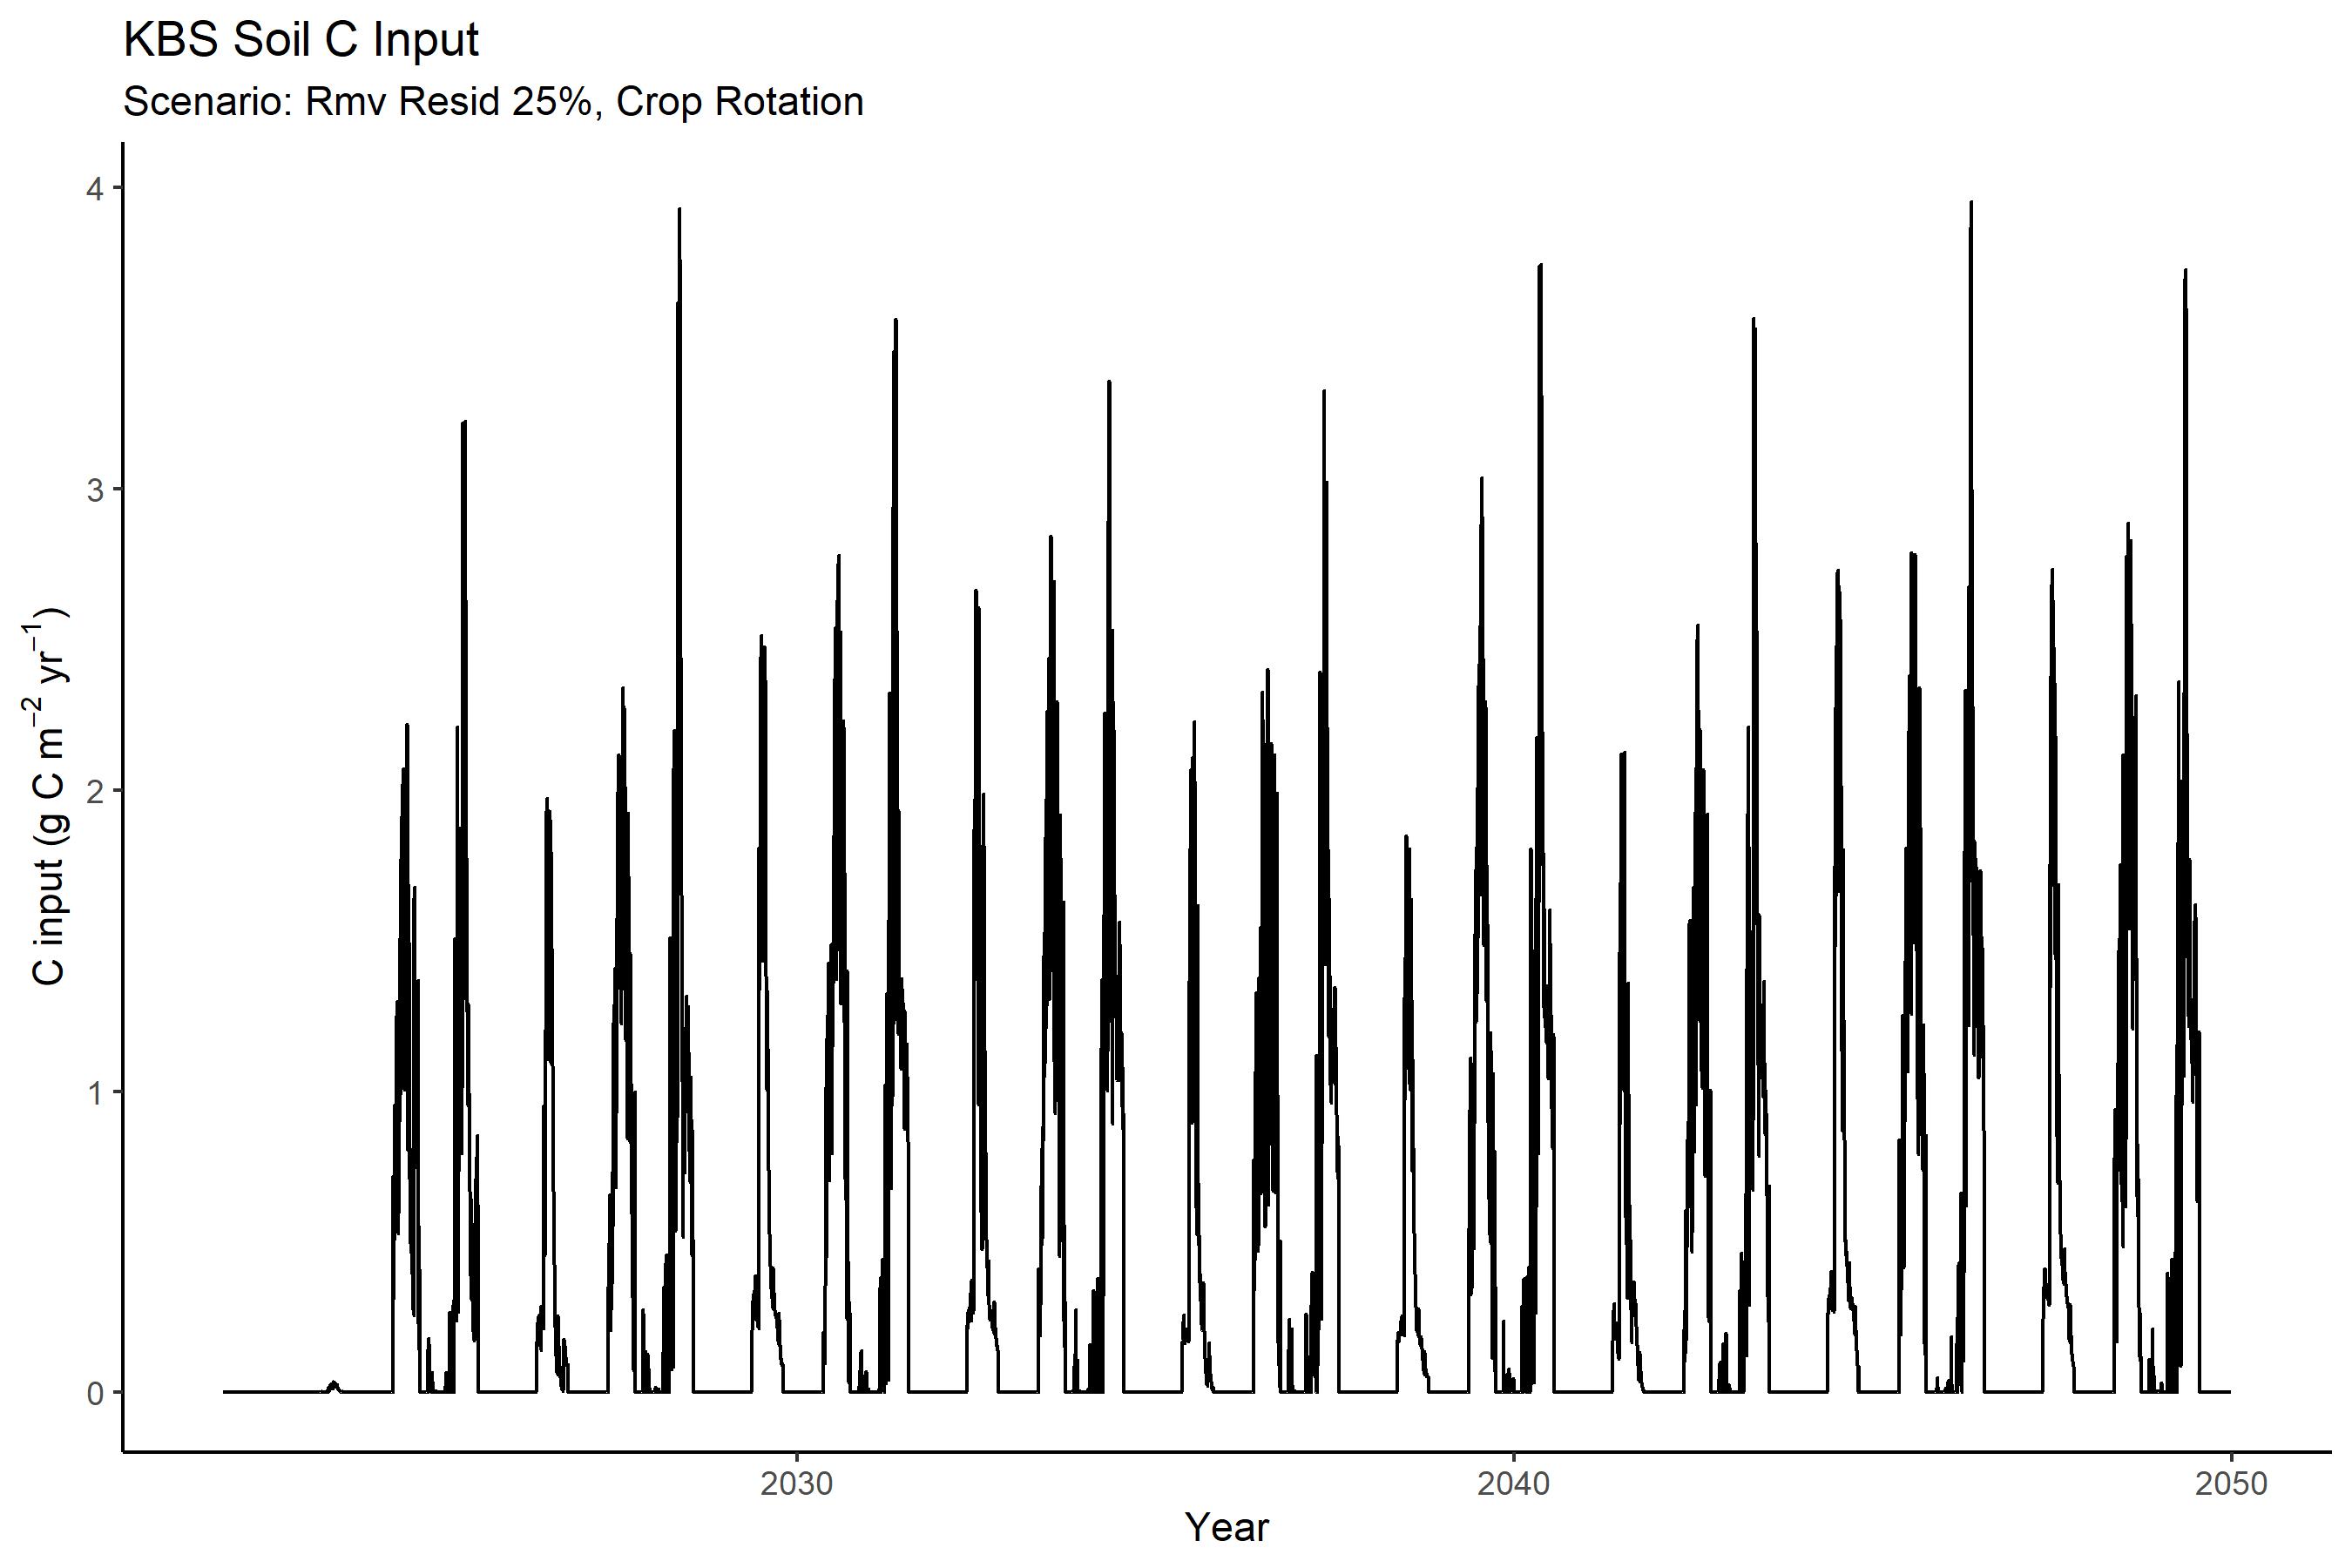 KBS Soil C Input
Scenario: Rmv Resid 25%, Crop Rotation
C input (g C m⁻² yr⁻¹)
4
3
2
1
0
2030
2040
2050
Year